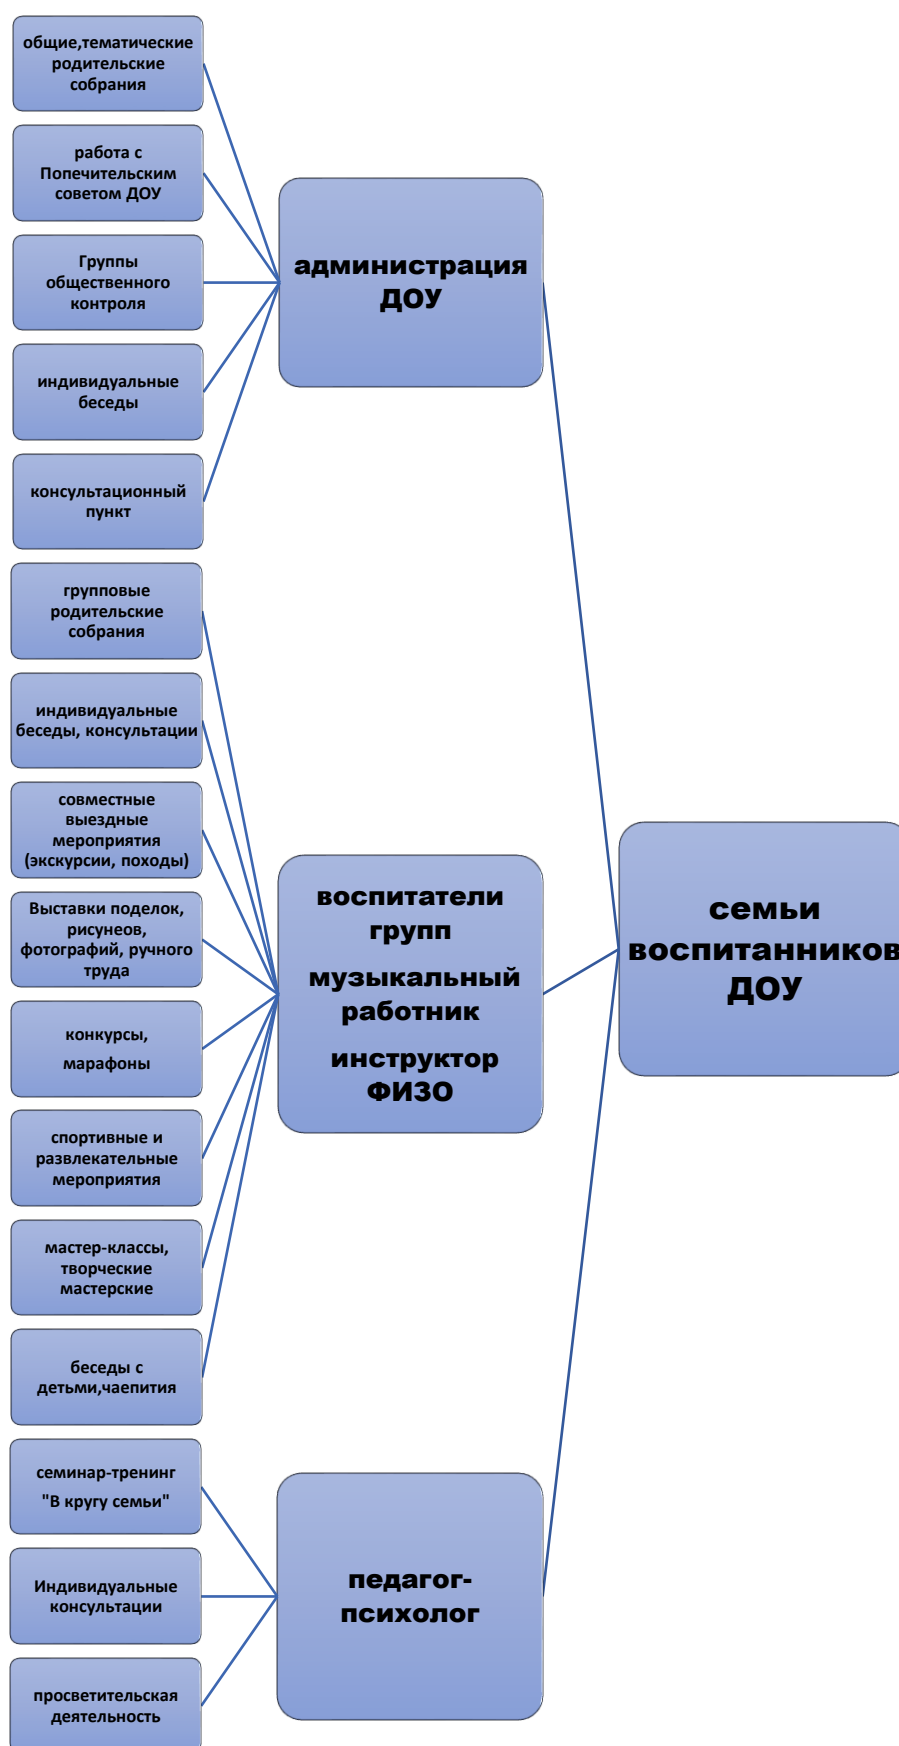 общие,тематические
родительские
собрания
работа с
Попечительским
советом ДОУ
Группы
общественного
контроля
индивидуальные
беседы
консультационный
пункт
администрация
ДОУ
групповые
родительские
собрания
индивидуальные
беседы, консультации
совместные
выездные
мероприятия
(экскурсии, походы)
Выставки поделок,
рисунеов,
фотографий, ручного
труда
конкурсы,
марафоны
спортивные и
развлекательные
мероприятия
мастер-классы,
творческие
мастерские
беседы с
детьми,чаепития
воспитатели
групп
музыкальный
работник
инструктор
ФИЗО
семинар-тренинг
"В кругу семьи"
Индивидуальные
консультации
просветительская
деятельность
педагог-
психолог
семьи
воспитанников
ДОУ